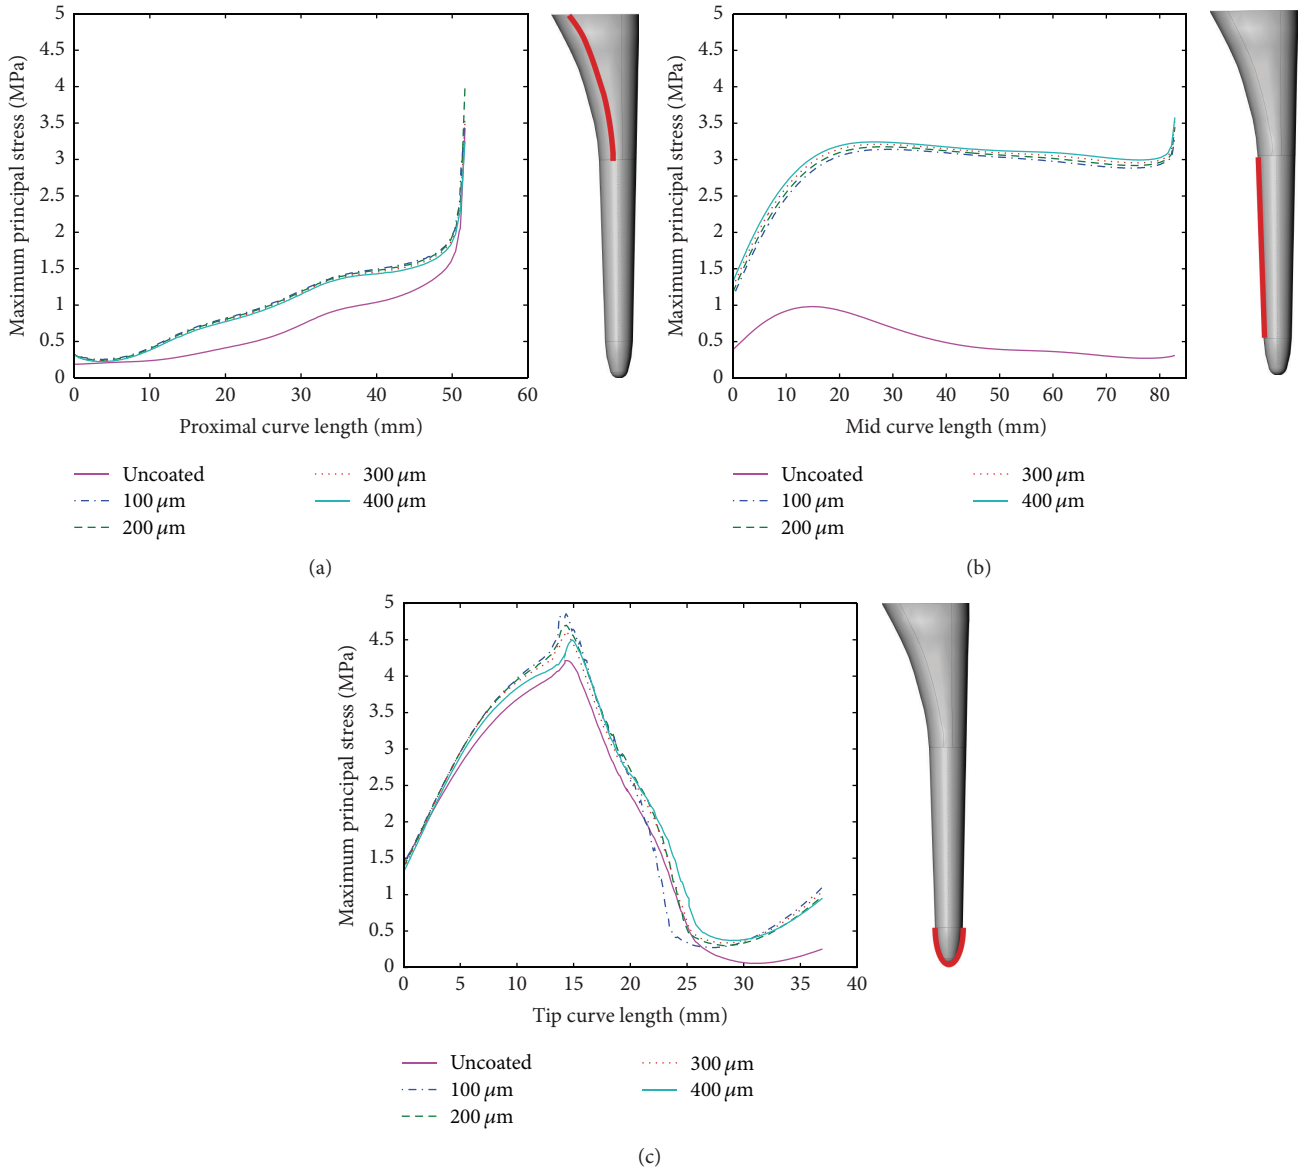 5
4.5
4
3.5
3
2.5
2
1.5
1
0.5
0
Maximum principal stress (MPa)
0 10 20 30 40 50 60
Proximal curve length (mm)
Uncoated
100 μm
200 μm
300 μm
400 μm
(a)
5
4.5
4
3.5
3
2.5
2
1.5
1
0.5
0
Maximum principal stress (MPa)
0 10 20 30 40 50 60 70 80
Mid curve length (mm)
Uncoated
100 μm
200 μm
300 μm
400 μm
(b)
5
4.5
4
3.5
3
2.5
2
1.5
1
0.5
0
Maximum principal stress (MPa)
0 5 10 15 20 25 30 35 40
Tip curve length (mm)
Uncoated
100 μm
200 μm
300 μm
400 μm
(c)